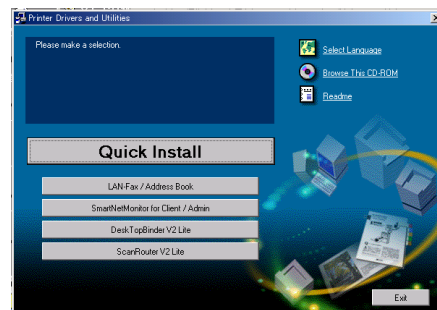 Printer Drivers and Utilities
Please make a selection.
Select Language
Browse This CD-ROM
Readme
Quick Install
LAN-Fax / Address Book
SmartNetMonitor for Client / Admin
DeskTopBinder V2 Lite
ScanRouter V2 Lite
Exit